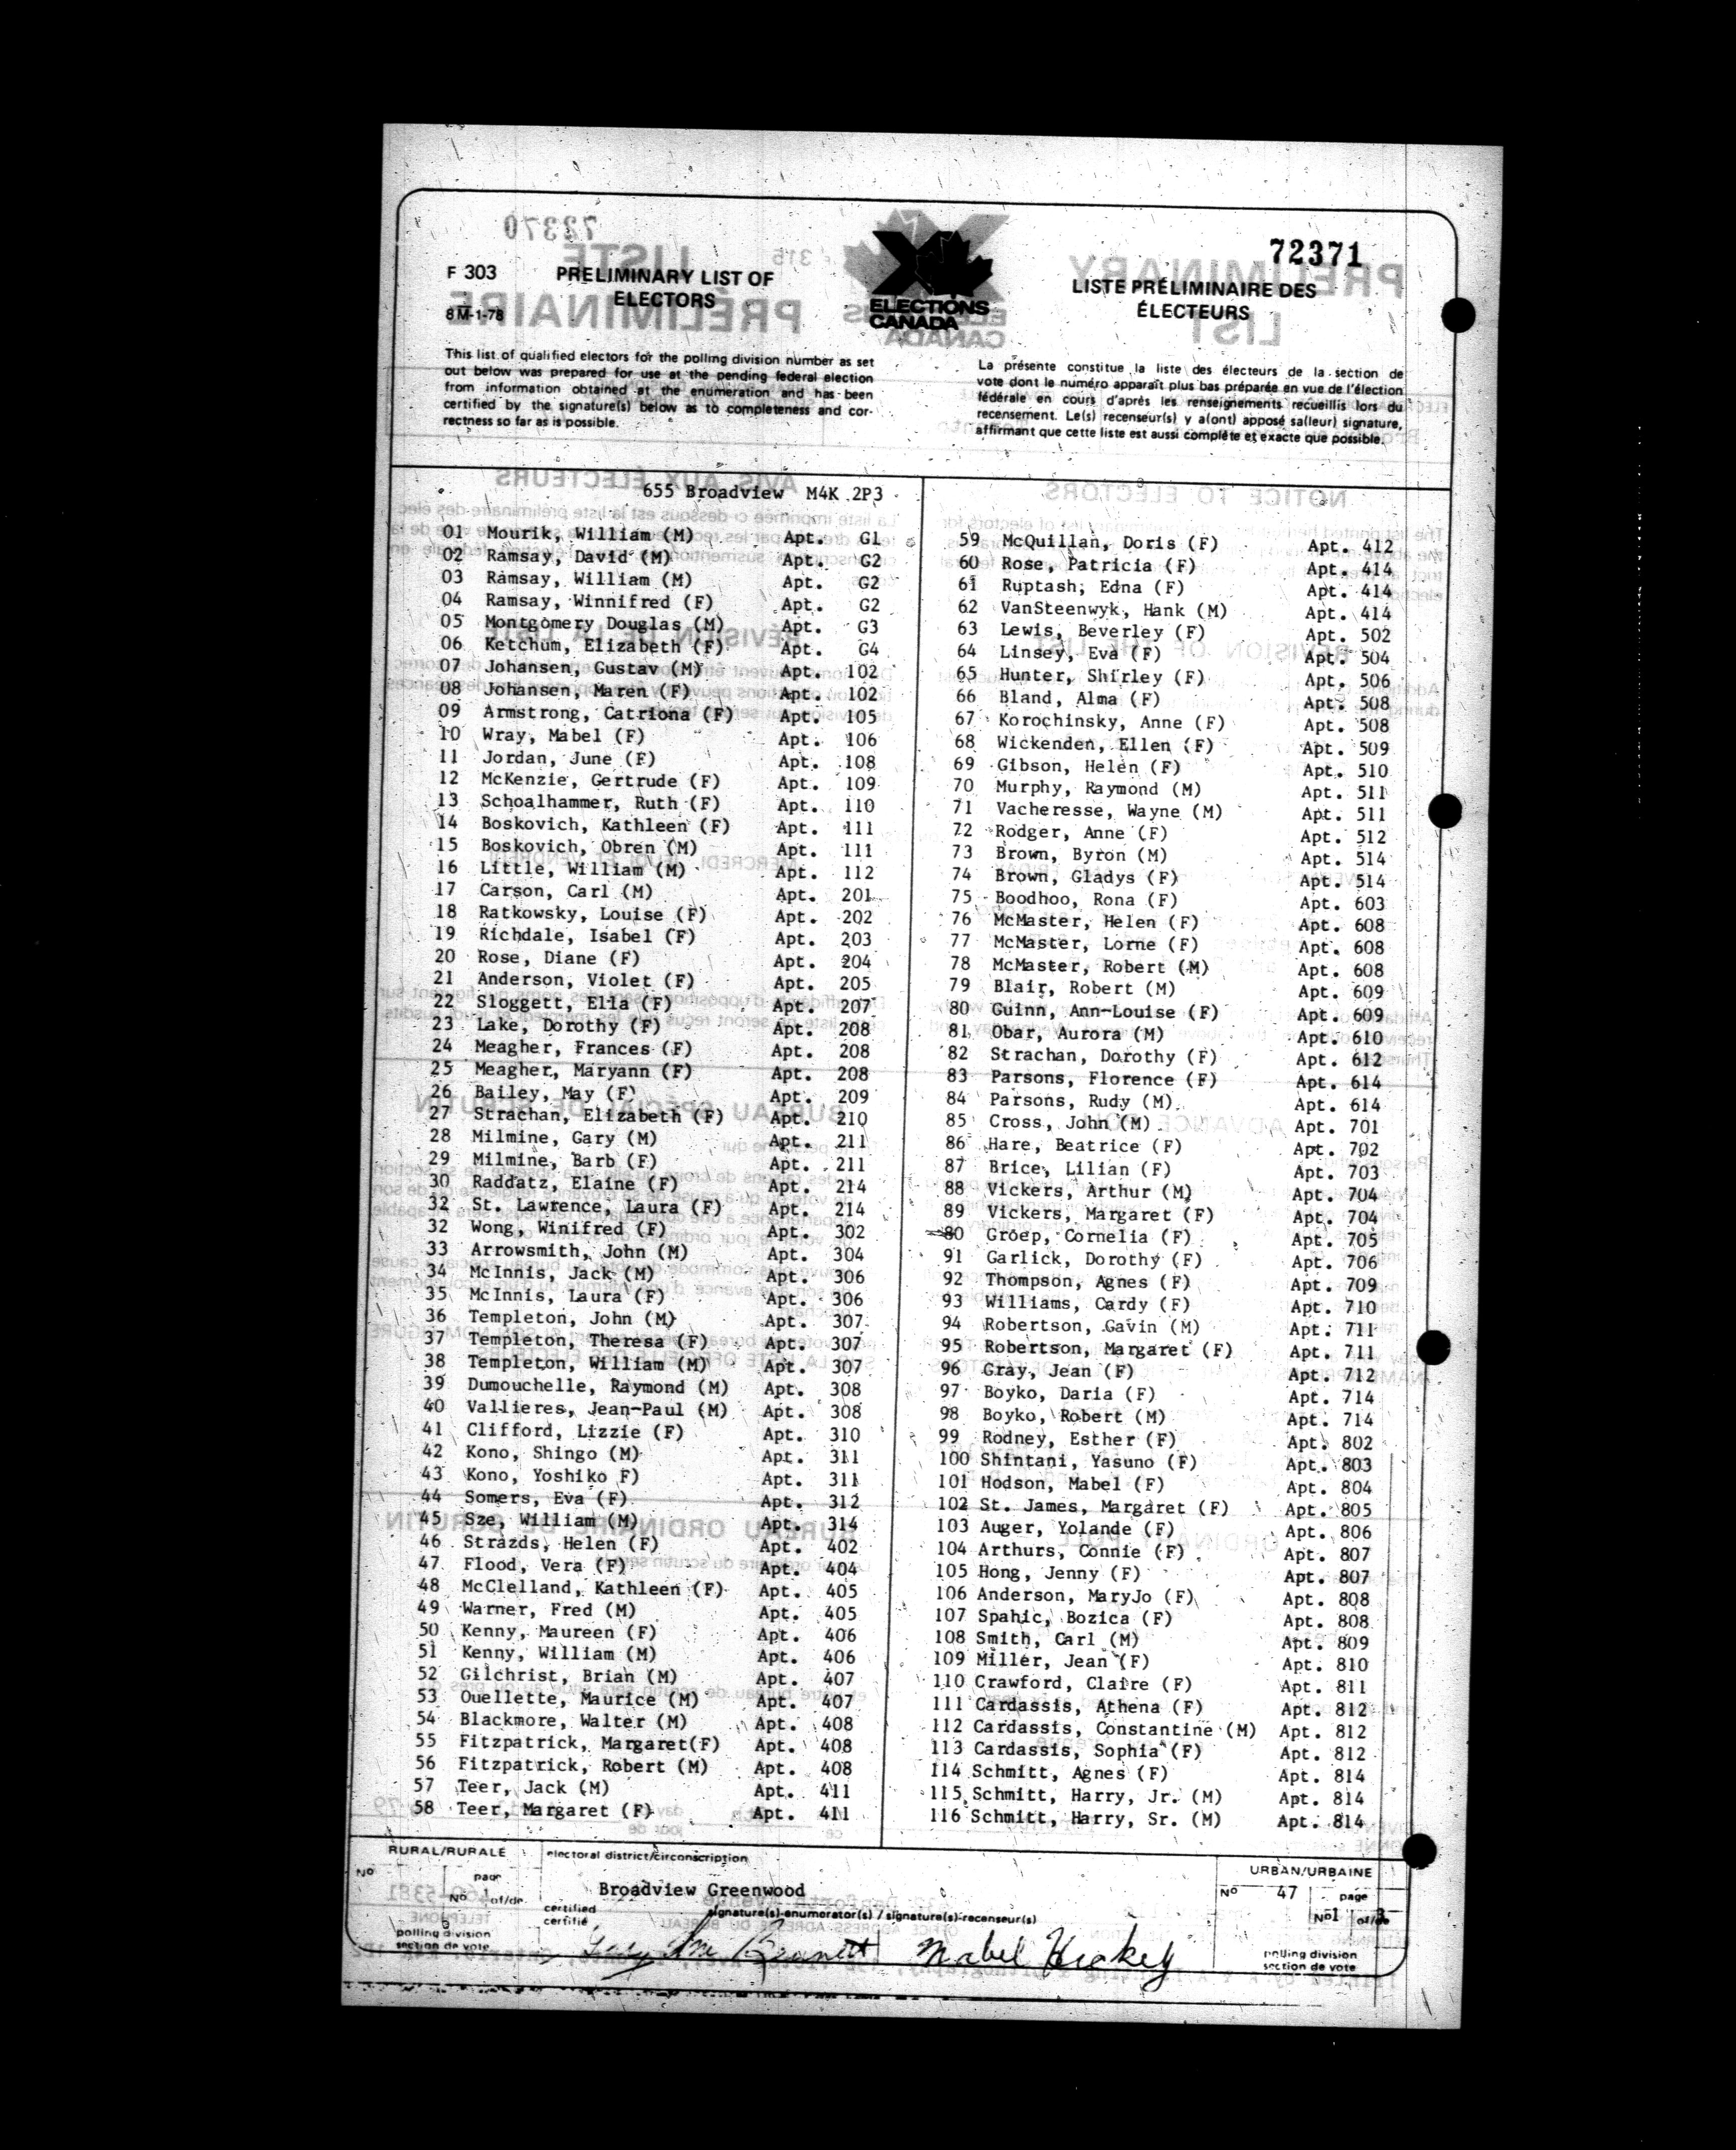 72371
F 303
8 M-1-78
PRELIMINARY LIST OF
ELECTORS
ELECTIONS
CANADA
LISTE PRÉLIMINAIRE DES
ÉLECTEURS
This list of qualified electors for the polling division number as set
out below was prepared for use at the pending federal election
from information obtained at the enumeration and has been
certified by the signature(s) below as to completeness and cor-
rectness so far as is possible.
La présente constitue la liste des électeurs de la section de
vote dont le numéro apparaît plus bas préparée en vue de l'élection
fédérale en cours d'après les renseignements recueillis lors du
recensement. Le(s) recenseur(s) y a(ont) apposé sa(leur) signature,
affirmant que cette liste est aussi complète et exacte que possible.
655 Broadview M4K 2P3
01 Mourik, William (M) Apt. G1
02 Ramsay, David (M) Apt. G2
03 Ramsay, William (M) Apt. G2
04 Ramsay, Winnifred (F) Apt. G2
05 Montgomery Douglas (M) Apt. G3
06 Ketchum, Elizabeth (F) Apt. G4
07 Johansen, Gustav (M) Apt. 102
08 Johansen, Maren (F) Apt. 102
09 Armstrong, Catriona (F) Apt. 105
10 Wray, Mabel (F) Apt. 106
11 Jordan, June (F) Apt. 108
12 McKenzie, Gertrude (F) Apt. 109
13 Schoalhammer, Ruth (F) Apt. 110
14 Boskovich, Kathleen (F) Apt. 111
15 Boskovich, Obren (M) Apt. 111
16 Little, William (M) Apt. 112
17 Carson, Carl (M) Apt. 201
18 Ratkowsky, Louise (F) Apt. 202
19 Richdale, Isabel (F) Apt. 203
20 Rose, Diane (F) Apt. 204
21 Anderson, Violet (F) Apt. 205
22 Sloggett, Ella (F) Apt. 207
23 Lake, Dorothy (F) Apt. 208
24 Meagher, Frances (F) Apt. 208
25 Meagher, Maryann (F) Apt. 208
26 Bailey, May (F) Apt. 209
27 Strachan, Elizabeth (F) Apt. 210
28 Milmine, Gary (M) Apt. 211
29 Milmine, Barb (F) Apt. 211
30 Raddatz, Elaine (F) Apt. 214
32 St. Lawrence, Laura (F) Apt. 214
32 Wong, Winifred (F) Apt. 302
33 Arrowsmith, John (M) Apt. 304
34 McInnis, Jack (M) Apt. 306
35 McInnis, Laura (F) Apt. 306
36 Templeton, John (M) Apt. 307
37 Templeton, Theresa (F) Apt. 307
38 Templeton, William (M) Apt. 307
39 Dumouchelle, Raymond (M) Apt. 308
40 Vallieres, Jean-Paul (M) Apt. 308
41 Clifford, Lizzie (F) Apt. 310
42 Kono, Shingo (M) Apt. 311
43 Kono, Yoshiko F) Apt. 311
44 Somers, Eva (F) Apt. 312
45 Sze, William (M) Apt. 314
46 Strazds, Helen (F) Apt. 402
47 Flood, Vera (F) Apt. 404
48 McClelland, Kathleen (F) Apt. 405
49 Warner, Fred (M) Apt. 405
50 Kenny, Maureen (F) Apt. 406
51 Kenny, William (M) Apt. 406
52 Gilchrist, Brian (M) Apt. 407
53 Ouellette, Maurice (M) Apt. 407
54 Blackmore, Walter (M) Apt. 408
55 Fitzpatrick, Margaret(F) Apt. 408
56 Fitzpatrick, Robert (M) Apt. 408
57 Teer, Jack (M) Apt. 411
58 Teer, Margaret (F) Apt. 411
59 McQuillan, Doris (F) Apt. 412
60 Rose, Patricia (F) Apt. 414
61 Ruptash, Edna (F) Apt. 414
62 VanSteenwyk, Hank (M) Apt. 414
63 Lewis, Beverley (F) Apt. 502
64 Linsey, Eva (F) Apt. 504
65 Hunter, Shirley (F) Apt. 506
66 Bland, Alma (F) Apt. 508
67 Korochinsky, Anne (F) Apt. 508
68 Wickenden, Ellen (F) Apt. 509
69 Gibson, Helen (F) Apt. 510
70 Murphy, Raymond (M) Apt. 511
71 Vacheresse, Wayne (M) Apt. 511
72 Rodger, Anne (F) Apt. 512
73 Brown, Byron (M) Apt. 514
74 Brown, Gladys (F) Apt. 514
75 Boodhoo, Rona (F) Apt. 603
76 McMaster, Helen (F) Apt. 608
77 McMaster, Lorne (F) Apt. 608
78 McMaster, Robert (M) Apt. 608
79 Blair, Robert (M) Apt. 609
80 Guinn, Ann-Louise (F) Apt. 609
81 Obar, Aurora (M) Apt. 610
82 Strachan, Dorothy (F) Apt. 612
83 Parsons, Florence (F) Apt. 614
84 Parsons, Rudy (M) Apt. 614
85 Cross, John (M) Apt. 701
86 Hare, Beatrice (F) Apt. 702
87 Brice, Lilian (F) Apt. 703
88 Vickers, Arthur (M) Apt. 704
89 Vickers, Margaret (F) Apt. 704
80 Groep, Cornelia (F) Apt. 705
91 Garlick, Dorothy (F) Apt. 706
92 Thompson, Agnes (F) Apt. 709
93 Williams, Cardy (F) Apt. 710
94 Robertson, Gavin (M) Apt. 711
95 Robertson, Margaret (F) Apt. 711
96 Gray, Jean (F) Apt. 712
97 Boyko, Daria (F) Apt. 714
98 Boyko, Robert (M) Apt. 714
99 Rodney, Esther (F) Apt. 802
100 Shintani, Yasuno (F) Apt. 803
101 Hodson, Mabel (F) Apt. 804
102 St. James, Margaret (F) Apt. 805
103 Auger, Yolande (F) Apt. 806
104 Arthurs, Connie (F) Apt. 807
105 Hong, Jenny (F) Apt. 807
106 Anderson, MaryJo (F) Apt. 808
107 Spahic, Bozica (F) Apt. 808
108 Smith, Carl (M) Apt. 809
109 Miller, Jean (F) Apt. 810
110 Crawford, Claire (F) Apt. 811
111 Cardassis, Athena (F) Apt. 812
112 Cardassis, Constantine (M) Apt. 812
113 Cardassis, Sophia (F) Apt. 812
114 Schmitt, Agnes (F) Apt. 814
115 Schmitt, Harry, Jr. (M) Apt. 814
116 Schmitt, Harry, Sr. (M) Apt. 814
RURAL/RURALE
No
page
No 1 of/de
3
polling division
section de vote
electoral district/circonscription
Broadview Greenwood
certified
certifié
signature(s)-enumerator(s) / signature(s)-recenseur(s)
Mabel
URBAN/URBAINE
No 47
page
No1 of/de 3
polling division
section de vote